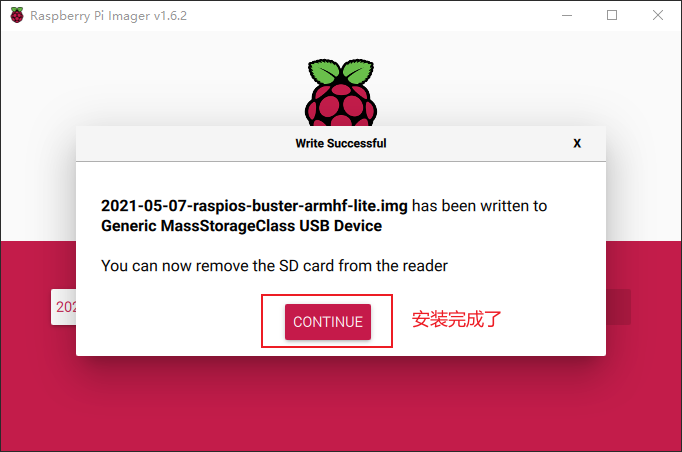 Raspberry Pi Imager v1.6.2
Write Successful
X
2021-05-07-raspios-buster-armhf-lite.img has been written to
Generic MassStorageClass USB Device
You can now remove the SD card from the reader
CONTINUE
安装完成了